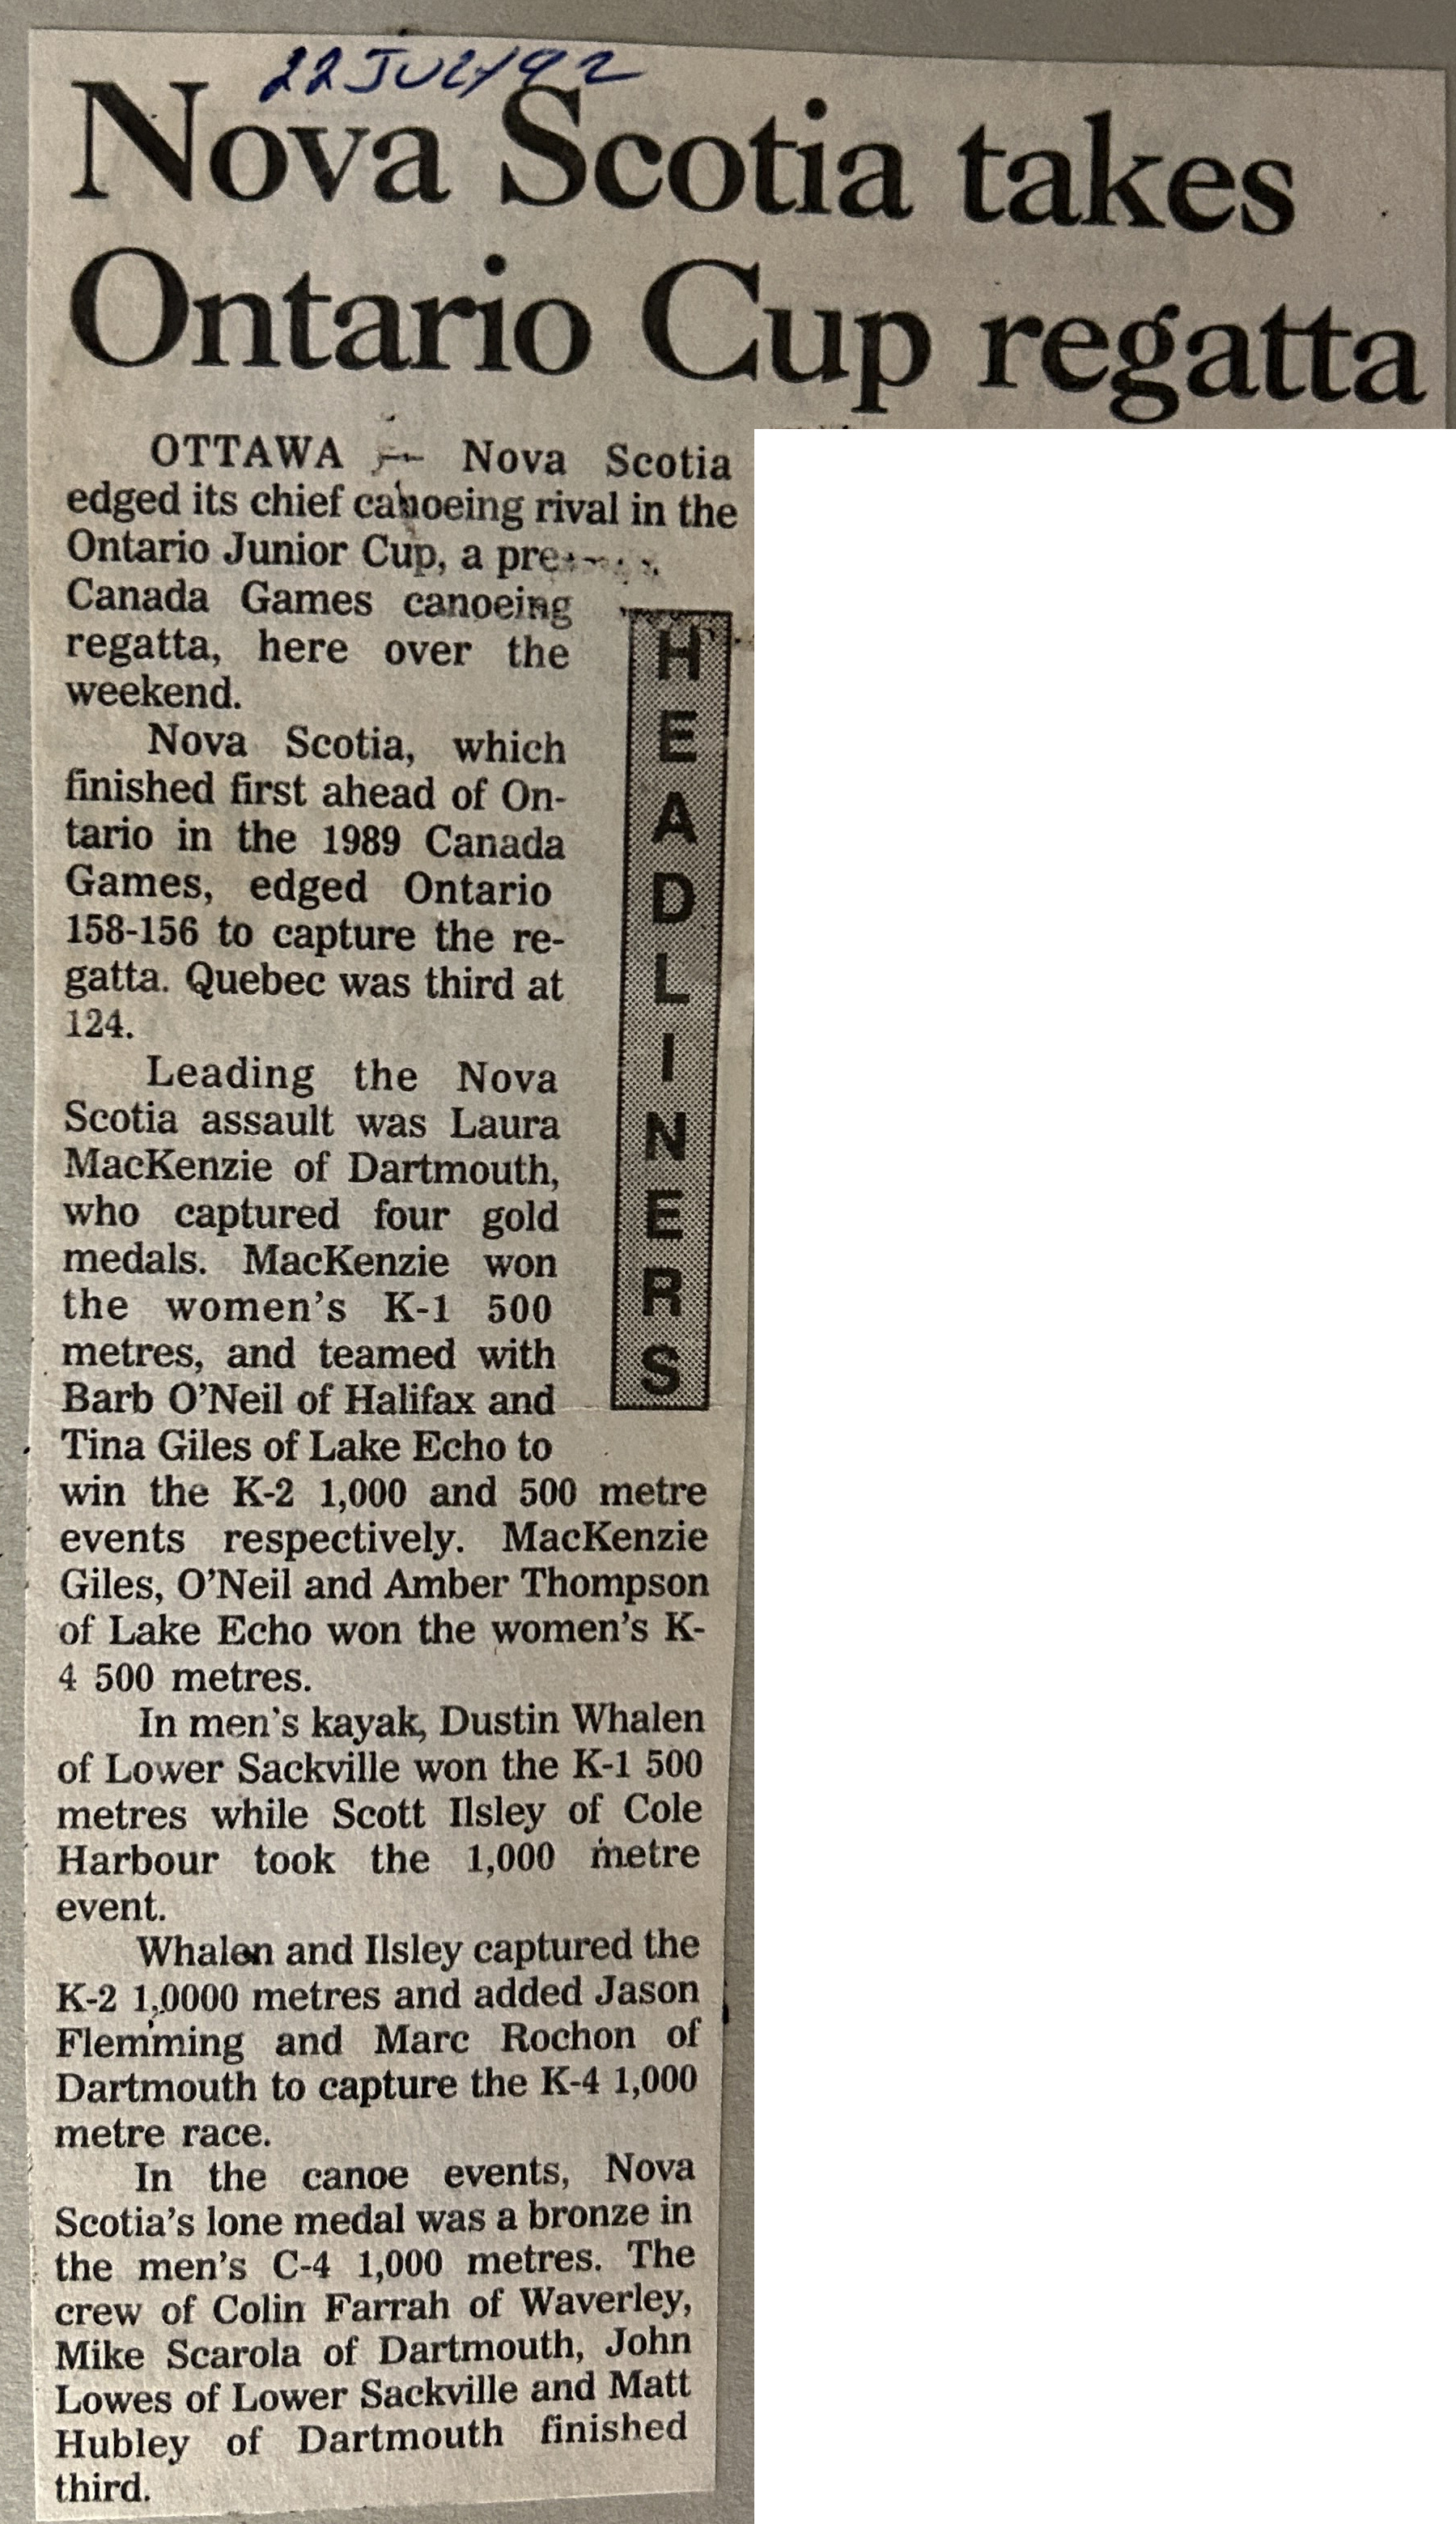 22 JULY 92
Nova Scotia takes
Ontario Cup regatta
OTTAWA — Nova Scotia
edged its chief canoeing rival in the
Ontario Junior Cup, a pre-
Canada Games canoeing
regatta, here over the
weekend.
Nova Scotia, which
finished first ahead of On-
tario in the 1989 Canada
Games, edged Ontario
158-156 to capture the re-
gatta. Quebec was third at
124.
Leading the Nova
Scotia assault was Laura
MacKenzie of Dartmouth,
who captured four gold
medals. MacKenzie won
the women's K-1 500
metres, and teamed with
Barb O'Neil of Halifax and
Tina Giles of Lake Echo to
win the K-2 1,000 and 500 metre
events respectively. MacKenzie
Giles, O'Neil and Amber Thompson
of Lake Echo won the women's K-
4 500 metres.
In men's kayak, Dustin Whalen
of Lower Sackville won the K-1 500
metres while Scott Ilsley of Cole
Harbour took the 1,000 metre
event.
Whalen and Ilsley captured the
K-2 1,0000 metres and added Jason
Flemming and Marc Rochon of
Dartmouth to capture the K-4 1,000
metre race.
In the canoe events, Nova
Scotia's lone medal was a bronze in
the men's C-4 1,000 metres. The
crew of Colin Farrah of Waverley,
Mike Scarola of Dartmouth, John
Lowes of Lower Sackville and Matt
Hubley of Dartmouth finished
third.
HEADLINERS